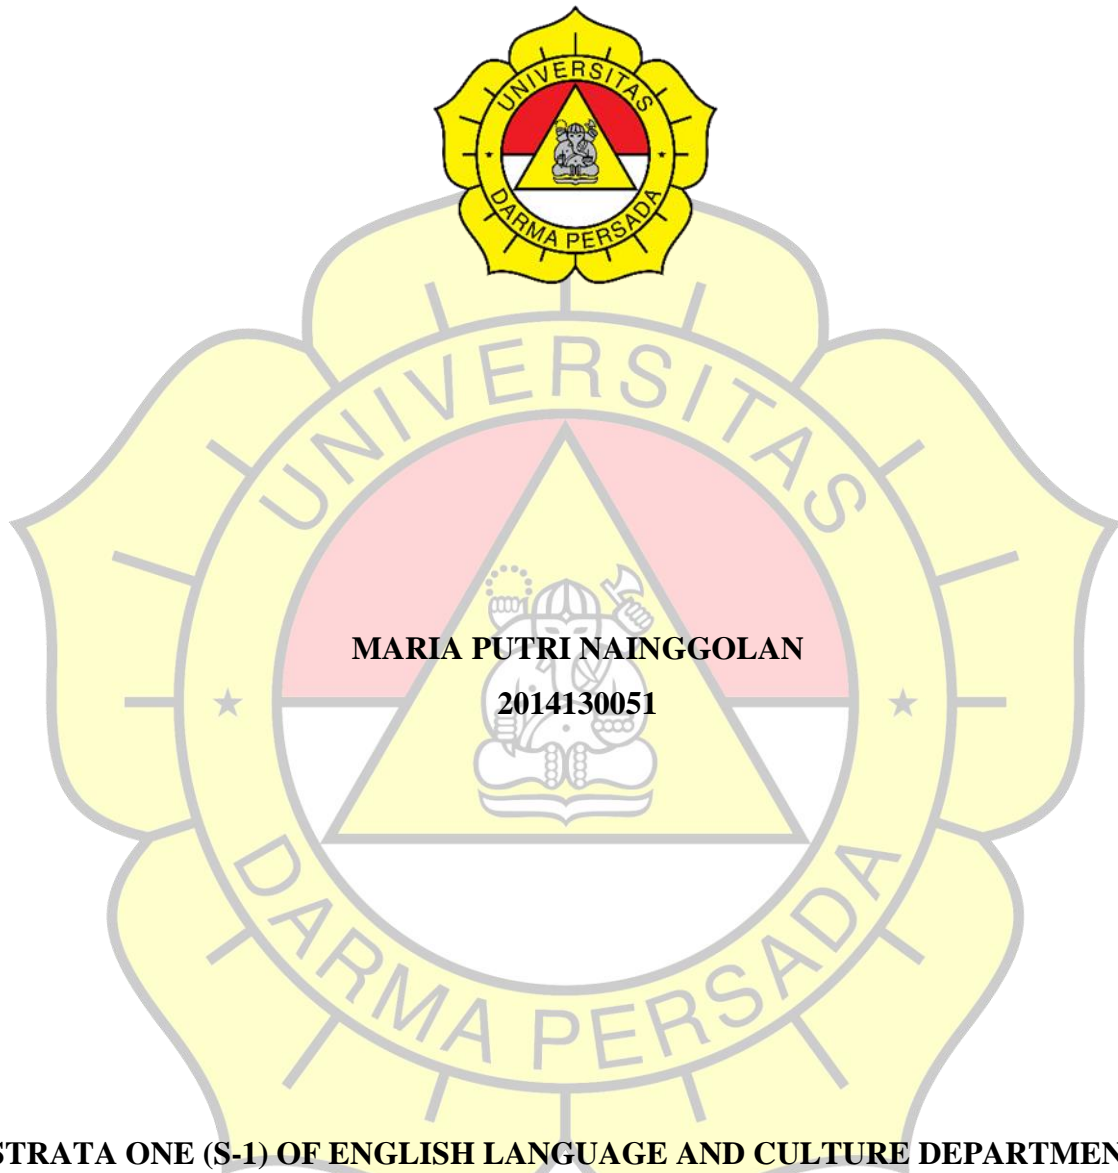 UNIVERSITAS
DARMA PERSADA
UNIVERSITAS
MARIA PUTRI NAINGGOLAN
2014130051
DARMA PERSADA
STRATA ONE (S-1) OF ENGLISH LANGUAGE AND CULTURE DEPARTMEN